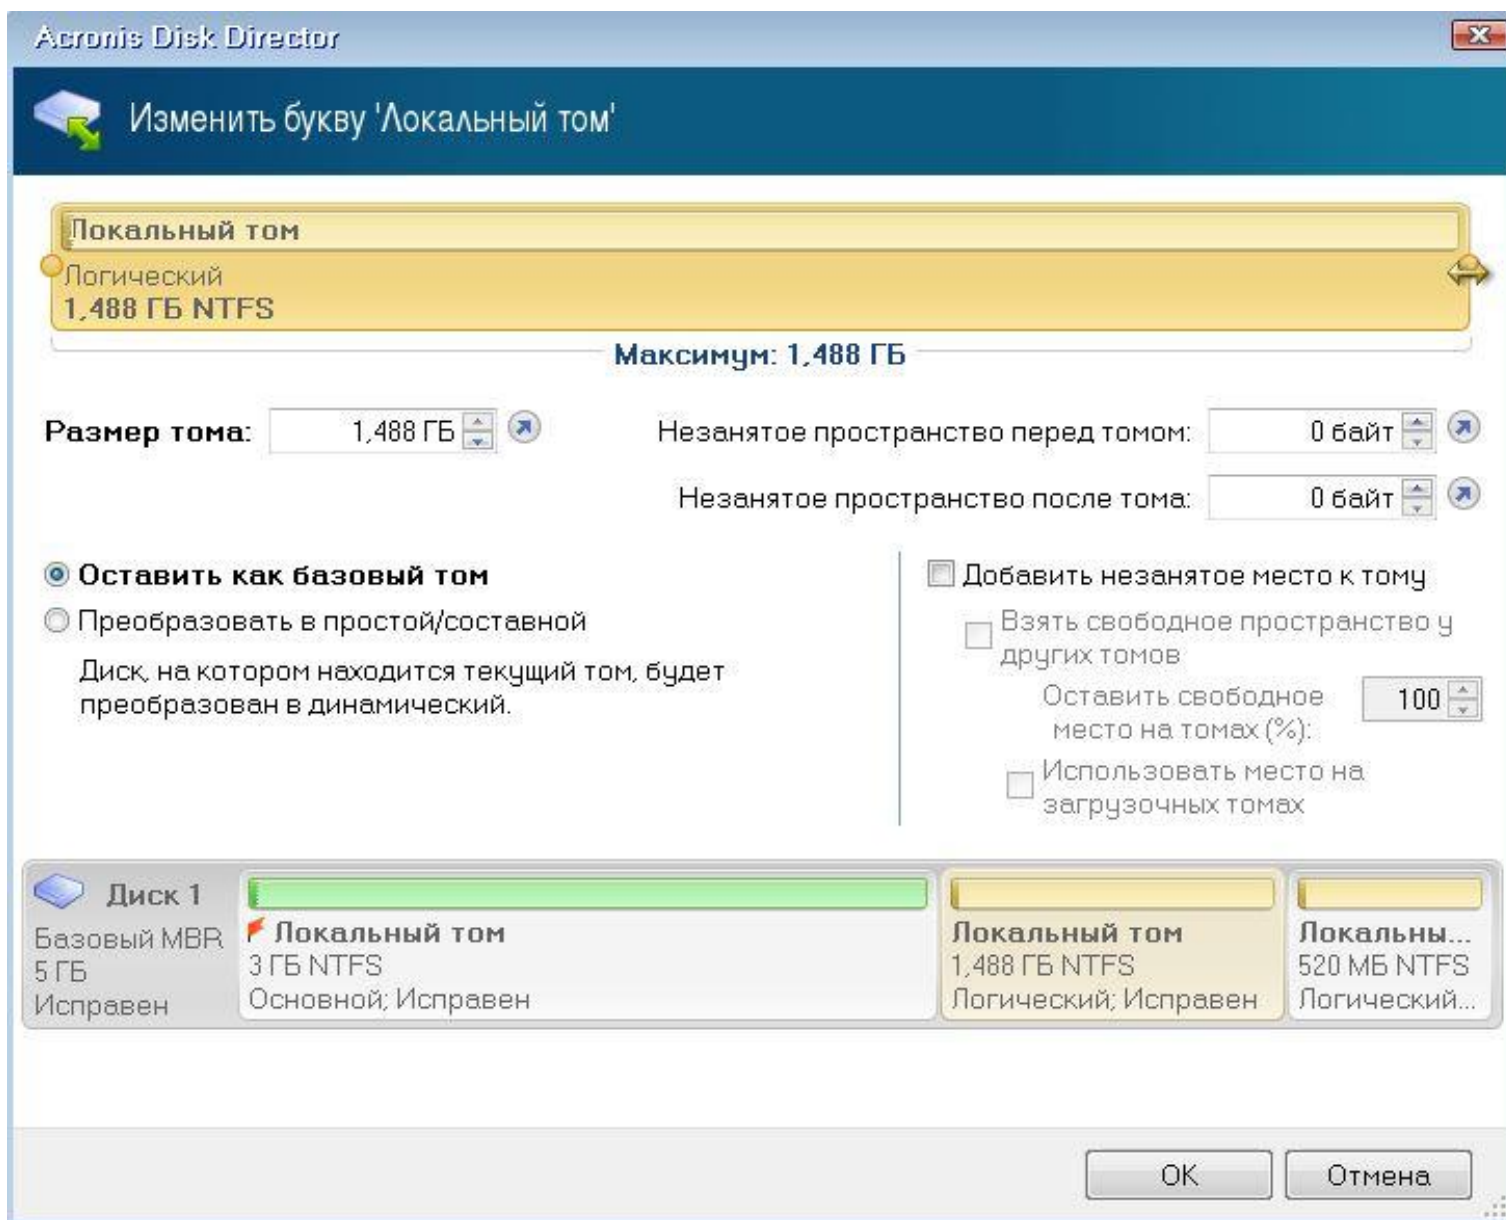 Acronis Disk Director
Изменить букву 'Локальный том'
Локальный том
Логический
1,488 ГБ NTFS
Максимум: 1,488 ГБ
Размер тома: 1,488 ГБ
Незанятое пространство перед томом: 0 байт
Незанятое пространство после тома: 0 байт
Оставить как базовый том
Преобразовать в простой/составной
Диск, на котором находится текущий том, будет
преобразован в динамический.
Добавить незанятое место к тому
Взять свободное пространство у
других томов
Оставить свободное
место на томах (%):
100
Использовать место на
загрузочных томах
Диск 1
Базовый MBR
5 ГБ
Исправен
Локальный том
3 ГБ NTFS
Основной; Исправен
Локальный том
1,488 ГБ NTFS
Логический; Исправен
Локальны...
520 МБ NTFS
Логический...
OK
Отмена